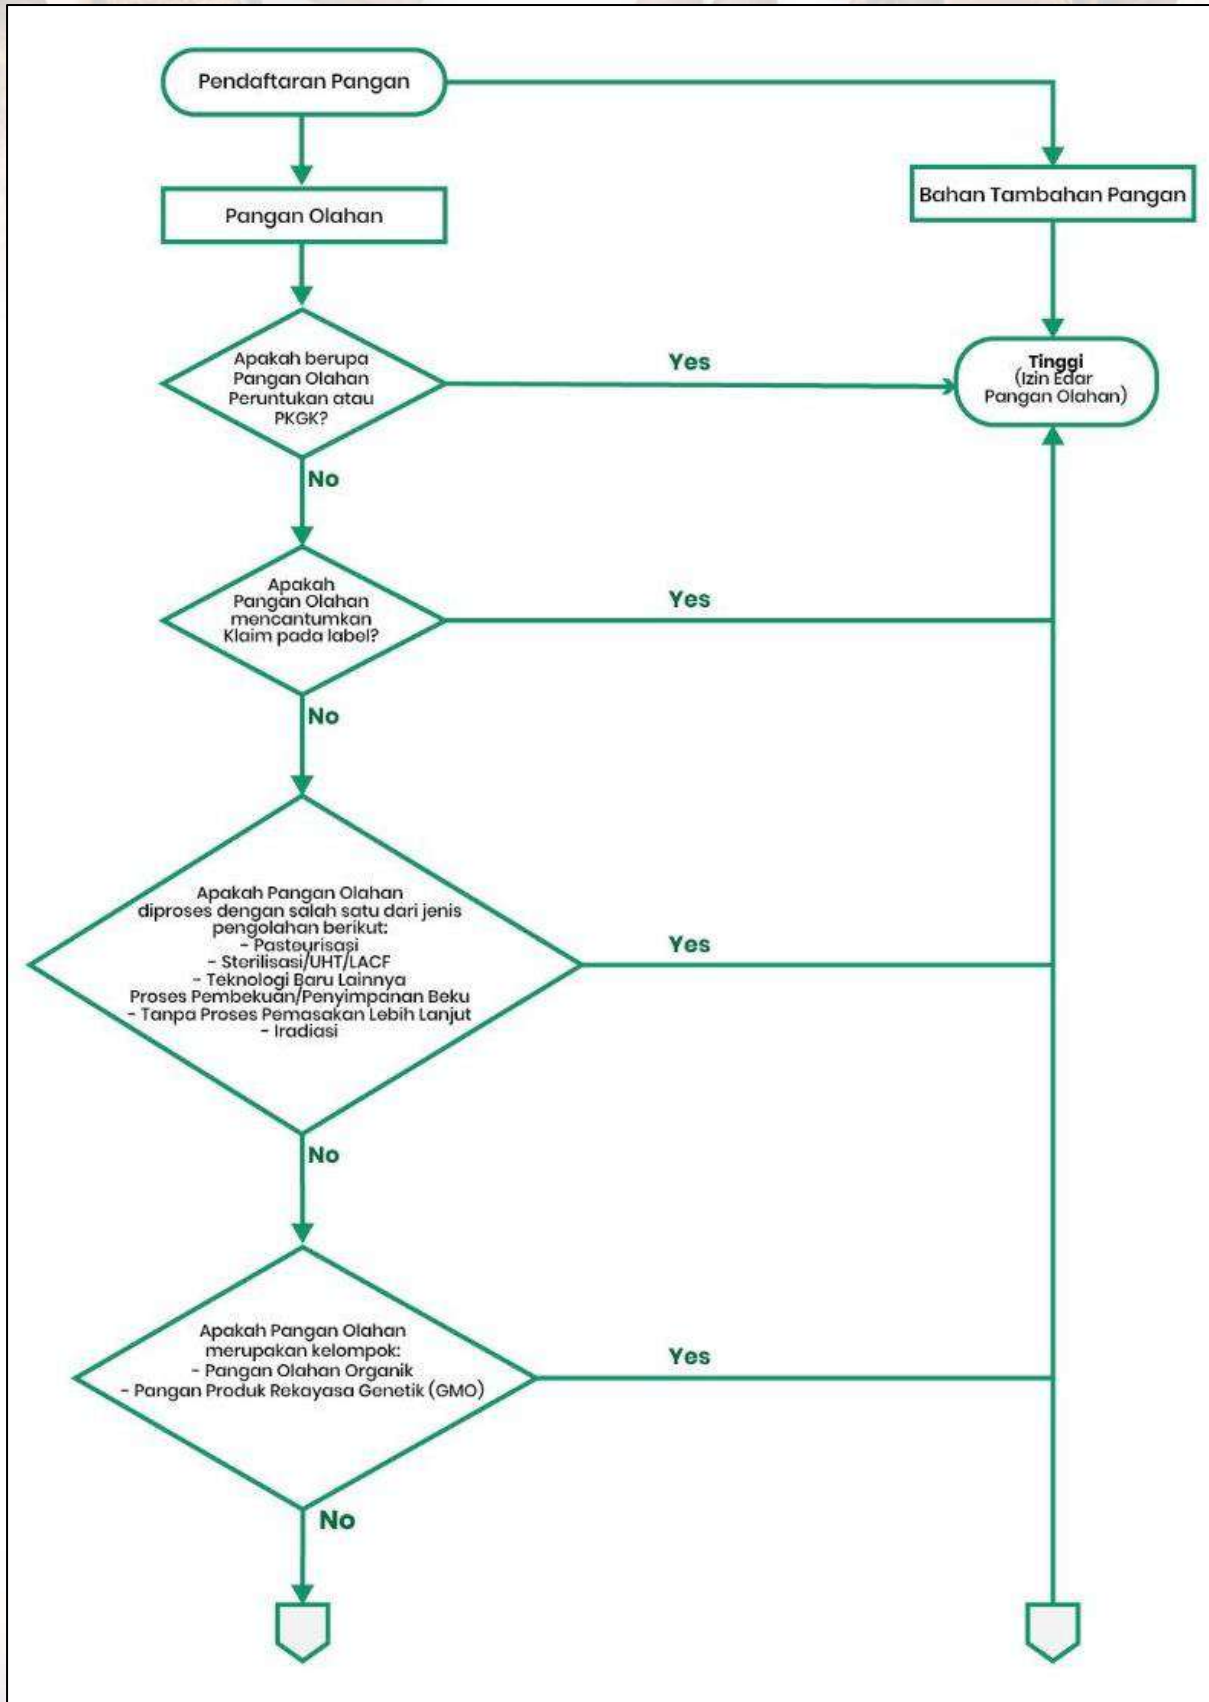 Pendaftaran Pangan
Pangan Olahan
Bahan Tambahan Pangan
Apakah berupa
Pangan Olahan
Peruntukan atau
PKGK?
Yes
Tinggi
(Izin Edar
Pangan Olahan)
No
Apakah
Pangan Olahan
mencantumkan
Klaim pada label?
Yes
No
Apakah Pangan Olahan
diproses dengan salah satu dari jenis
pengolahan berikut:
- Pasteurisasi
- Sterilisasi/UHT/LACF
- Teknologi Baru Lainnya
Proses Pembekuan/Penyimpanan Beku
- Tanpa Proses Pemasakan Lebih Lanjut
- Iradiasi
Yes
No
Apakah Pangan Olahan
merupakan kelompok:
- Pangan Olahan Organik
- Pangan Produk Rekayasa Genetik (GMO)
Yes
No